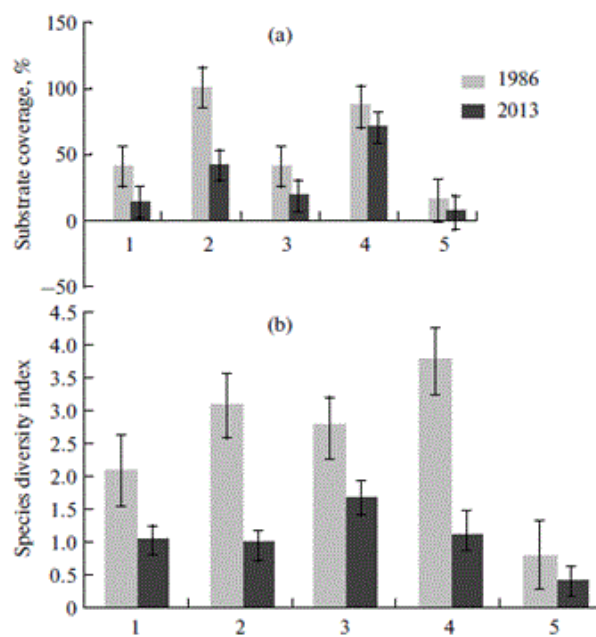 (a)
Substrate coverage, %
150
100
50
0
−50
1986
2013
1 2 3 4 5
(b)
Species diversity index
4.5
4.0
3.5
3.0
2.5
2.0
1.5
1.0
0.5
0
1 2 3 4 5